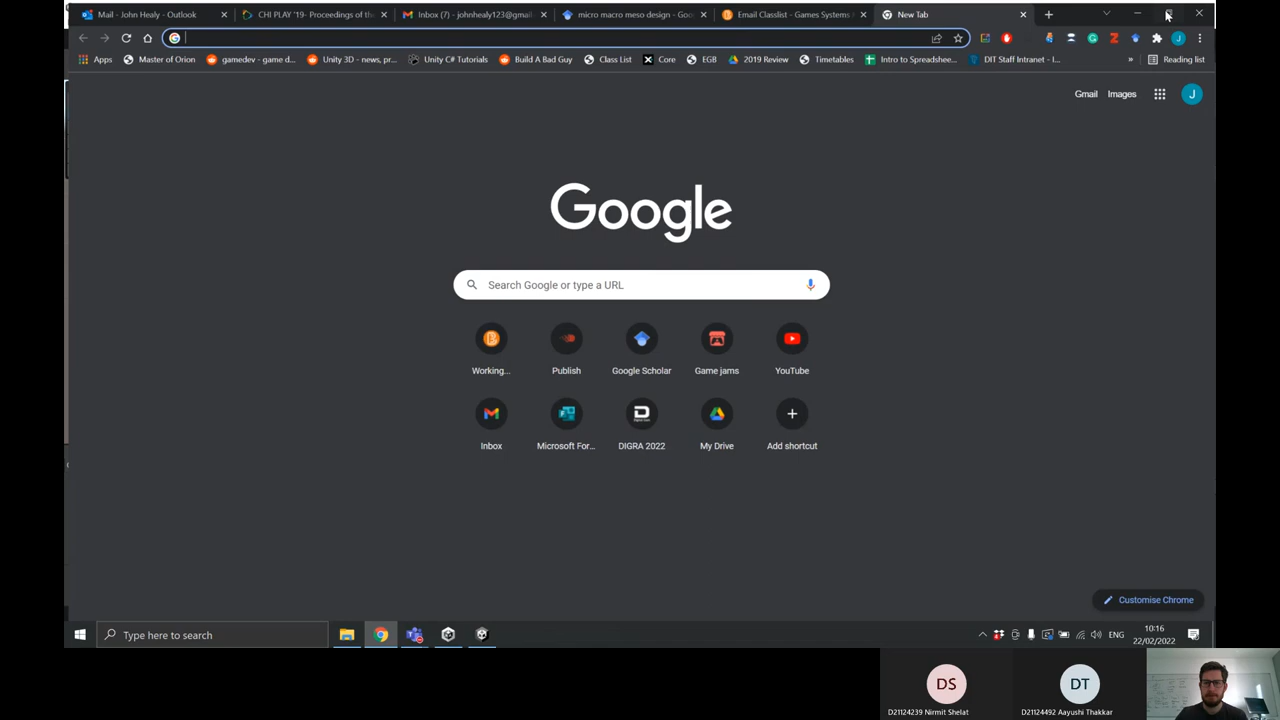 Mail - John Healy - Outlook
CHI PLAY '19- Proceedings of the
Inbox (7) - johnhealy123@gmail.
micro macro meso design - Goo
Email Classlist - Games Systems
New Tab
Apps
Master of Orion
gamedev - game d...
Unity 3D - news, pr...
Unity C# Tutorials
Build A Bad Guy
Class List
Core
EGB
2019 Review
Timetables
Intro to Spreadshee...
DIT Staff Intranet - I...
»
Reading list
Gmail
Images
J
Google
Search Google or type a URL
Working...
Publish
Google Scholar
Game jams
YouTube
Inbox
Microsoft For...
DIGRA 2022
My Drive
Add shortcut
Customise Chrome
Type here to search
ENG
10:16
22/02/2022
DS
DT
D21124239 Nirmit Shelat
D21124492 Aayushi Thakkar